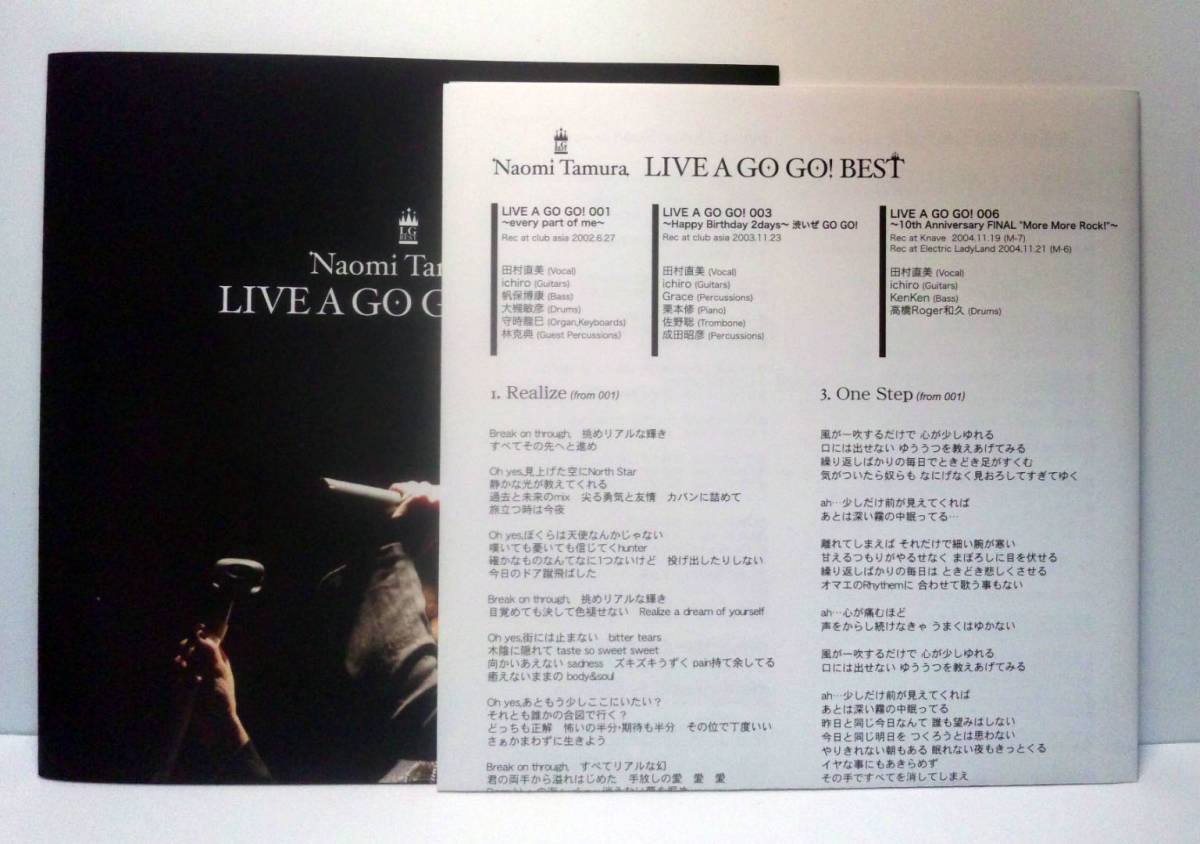 LG
BEST
Naomi Tamura
LIVE A GO G
LG
Naomi Tamura, LIVE A GO GO! BEST
LIVE A GO GO! 001
〜every part of me〜
Rec at club asia 2002.6.27
田村直美 (Vocal)
ichiro (Guitars)
帆保博康 (Bass)
大槻敏彦 (Drums)
守時龍巳 (Organ,Keyboards)
林克典 (Guest Percussions)
LIVE A GO GO! 003
〜Happy Birthday 2days〜 渋いぜ GO GO!
Rec at club asia 2003.11.23
田村直美 (Vocal)
ichiro (Guitars)
Grace (Percussions)
栗本修 (Piano)
佐野聡 (Trombone)
成田昭彦 (Percussions)
LIVE A GO GO! 006
〜10th Anniversary FINAL "More More Rock!"〜
Rec at Knave 2004.11.19 (M-7)
Rec at Electric LadyLand 2004.11.21 (M-6)
田村直美 (Vocal)
ichiro (Guitars)
KenKen (Bass)
高橋Roger和久 (Drums)
1. Realize (from 001)
Break on through, 挑めリアルな輝き
すべてその先へと進め
Oh yes,見上げた空にNorth Star
静かな光が教えてくれる
過去と未来のmix 尖る勇気と友情 カバンに詰めて
旅立つ時は今夜
Oh yes,ぼくらは天使なんかじゃない
嘆いても憂いても信じてくhunter
確かなものなんてなに1つないけど 投げ出したりしない
今日のドア蹴飛ばした
Break on through, 挑めリアルな輝き
目覚めても決して色褪せない Realize a dream of yourself
Oh yes,街には止まない bitter tears
木陰に隠れて taste so sweet sweet
向かいあえない sadness ズキズキうずく pain持て余してる
癒えないままの body&soul
Oh yes,あともう少しここにいたい？
それとも誰かの合図で行く？
どっちも正解 怖いの半分・期待も半分 その位で丁度いい
さぁかまわずに生きよう
Break on through, すべてリアルな幻
君の両手から溢れはじめた 手放しの愛 愛 愛
3. One Step (from 001)
風が一吹するだけで 心が少しゆれる
口には出せない ゆううつを教えあげてみる
繰り返しばかりの毎日でときどき足がすくむ
気がついたら奴らも なにげなく見おろしてすぎてゆく
ah…少しだけ前が見えてくれば
あとは深い霧の中眠ってる…
離れてしまえば それだけで細い腕が寒い
甘えるつもりがやるせなく まぼろしに目を伏せる
繰り返しばかりの毎日は ときどき悲しくさせる
オマエのRhythemに 合わせて歌う事もない
ah…心が痛むほど
声をからし続けなきゃ うまくはゆかない
風が一吹するだけで 心が少しゆれる
口には出せない ゆううつを教えあげてみる
ah…少しだけ前が見えてくれば
あとは深い霧の中眠ってる
昨日と同じ今日なんて 誰も望みはしない
今日と同じ明日を つくろうとは思わない
やりきれない朝もある 眠れない夜もきっとくる
イヤな事にもあきらめず
その手ですべてを消してしまえ